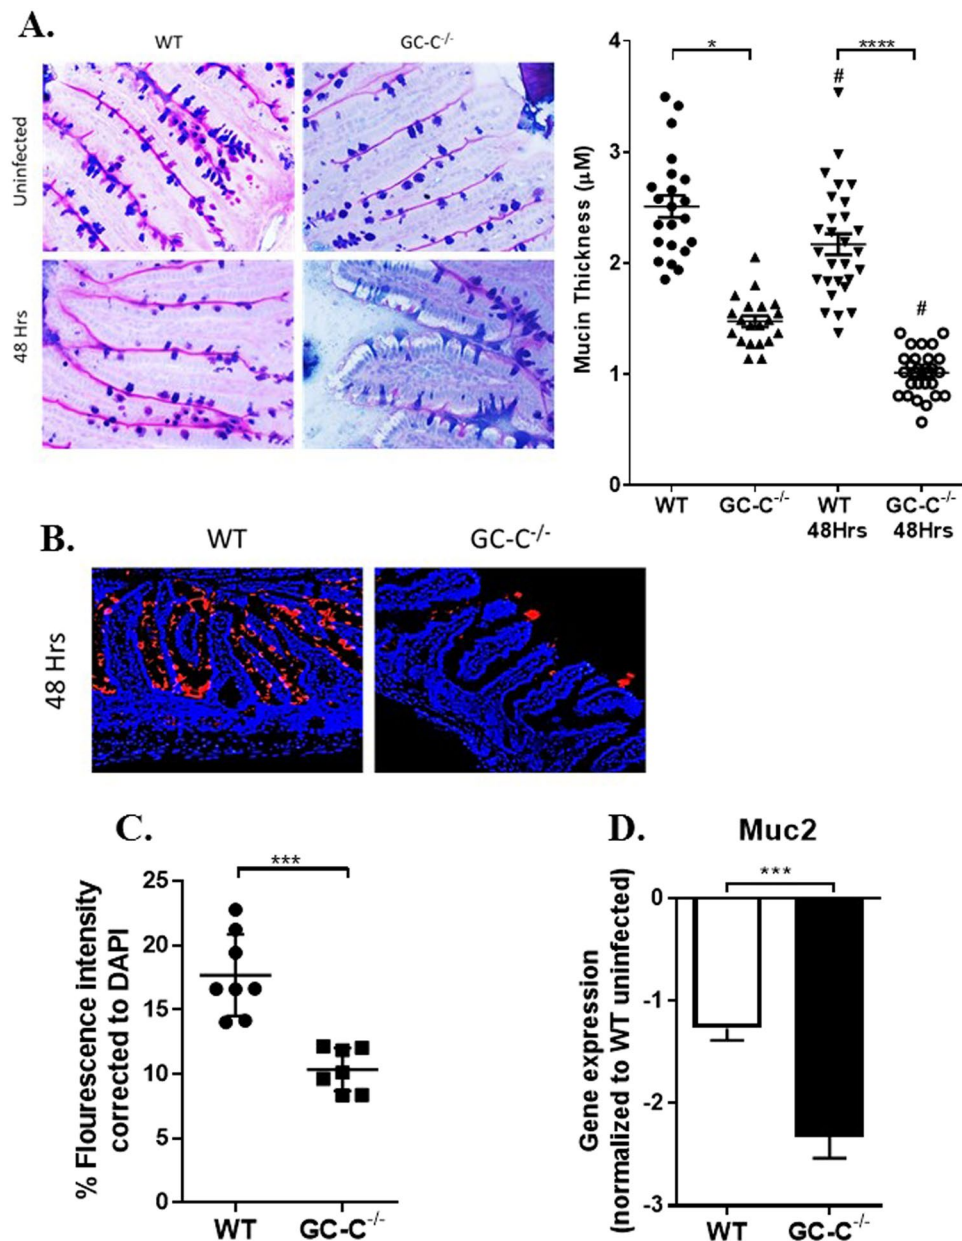 A.
WT
GC-C-/-
Uninfected
48 Hrs
Mucin Thickness (μM)
4
3
2
1
0
*
****
#
#
WT
GC-C-/-
WT
48Hrs
GC-C-/-
48Hrs
B.
WT
GC-C-/-
48 Hrs
C.
***
% Flourescence intensity
corrected to DAPI
25
20
15
10
5
0
WT
GC-C-/-
D.
Muc2
***
Gene expression
(normalized to WT uninfected)
0
-1
-2
-3
WT
GC-C-/-